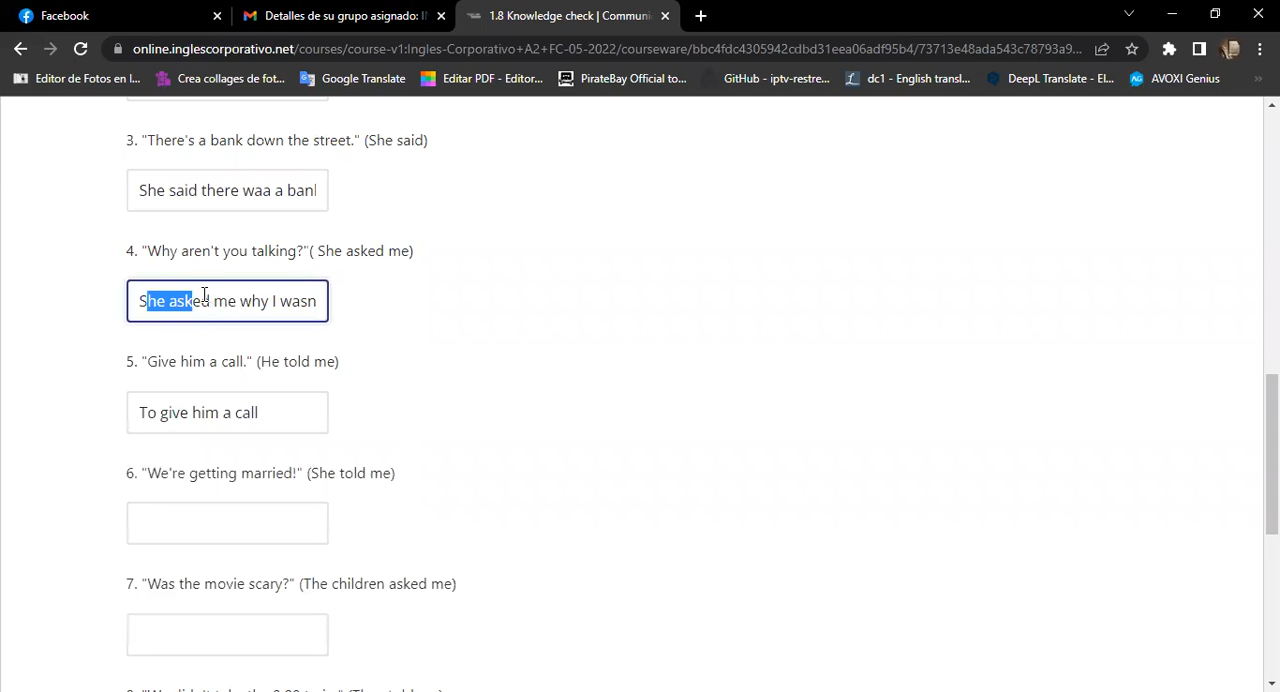 Facebook
Detalles de su grupo asignado: I
1.8 Knowledge check | Communi
online.inglescorporativo.net/courses/course-v1:Ingles-Corporativo+A2+FC-05-2022/courseware/bbc4fdc4305942cdbd31eea06adf95b4/73713e48ada543c78793a9...
Editor de Fotos en l...
Crea collages de fot...
Google Translate
Editar PDF - Editor...
PirateBay Official to...
GitHub - iptv-restre...
dc1 - English transl...
DeepL Translate - El...
AVOXI Genius
3. "There's a bank down the street." (She said)
She said there waa a banl
4. "Why aren't you talking?"( She asked me)
She asked me why I wasn
5. "Give him a call." (He told me)
To give him a call
6. "We're getting married!" (She told me)
7. "Was the movie scary?" (The children asked me)